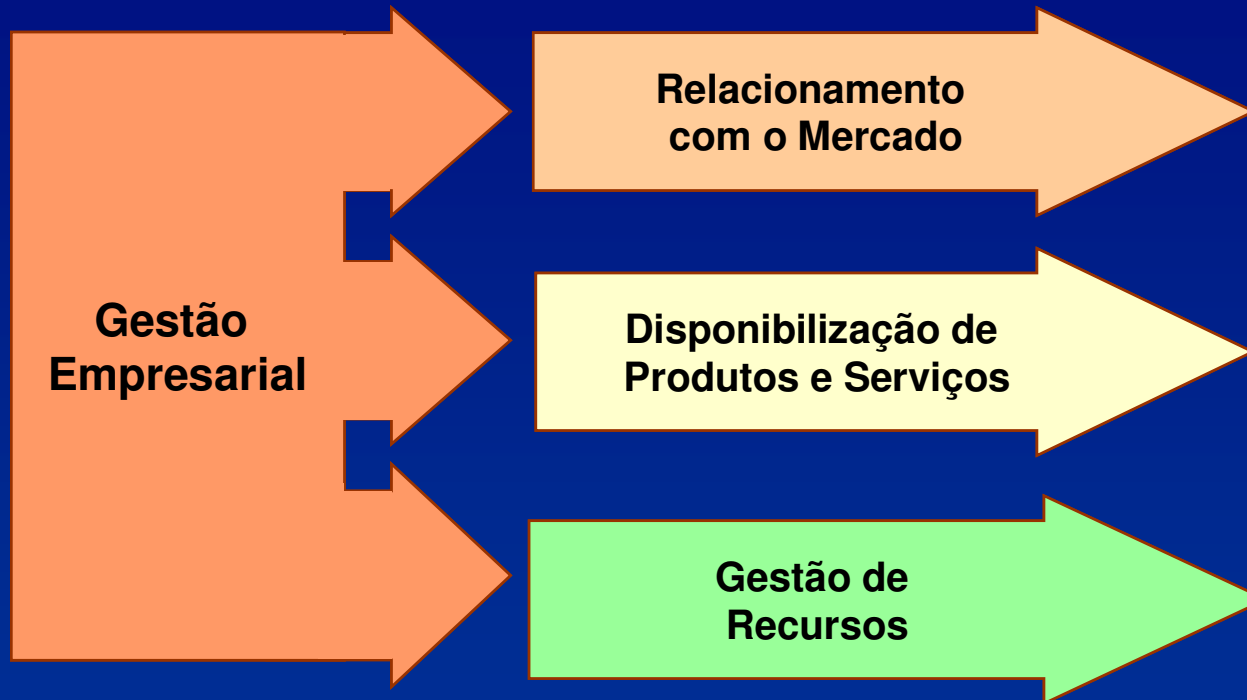 Gestão
Empresarial
Relacionamento
com o Mercado
Disponibilização de
Produtos e Serviços
Gestão de
Recursos